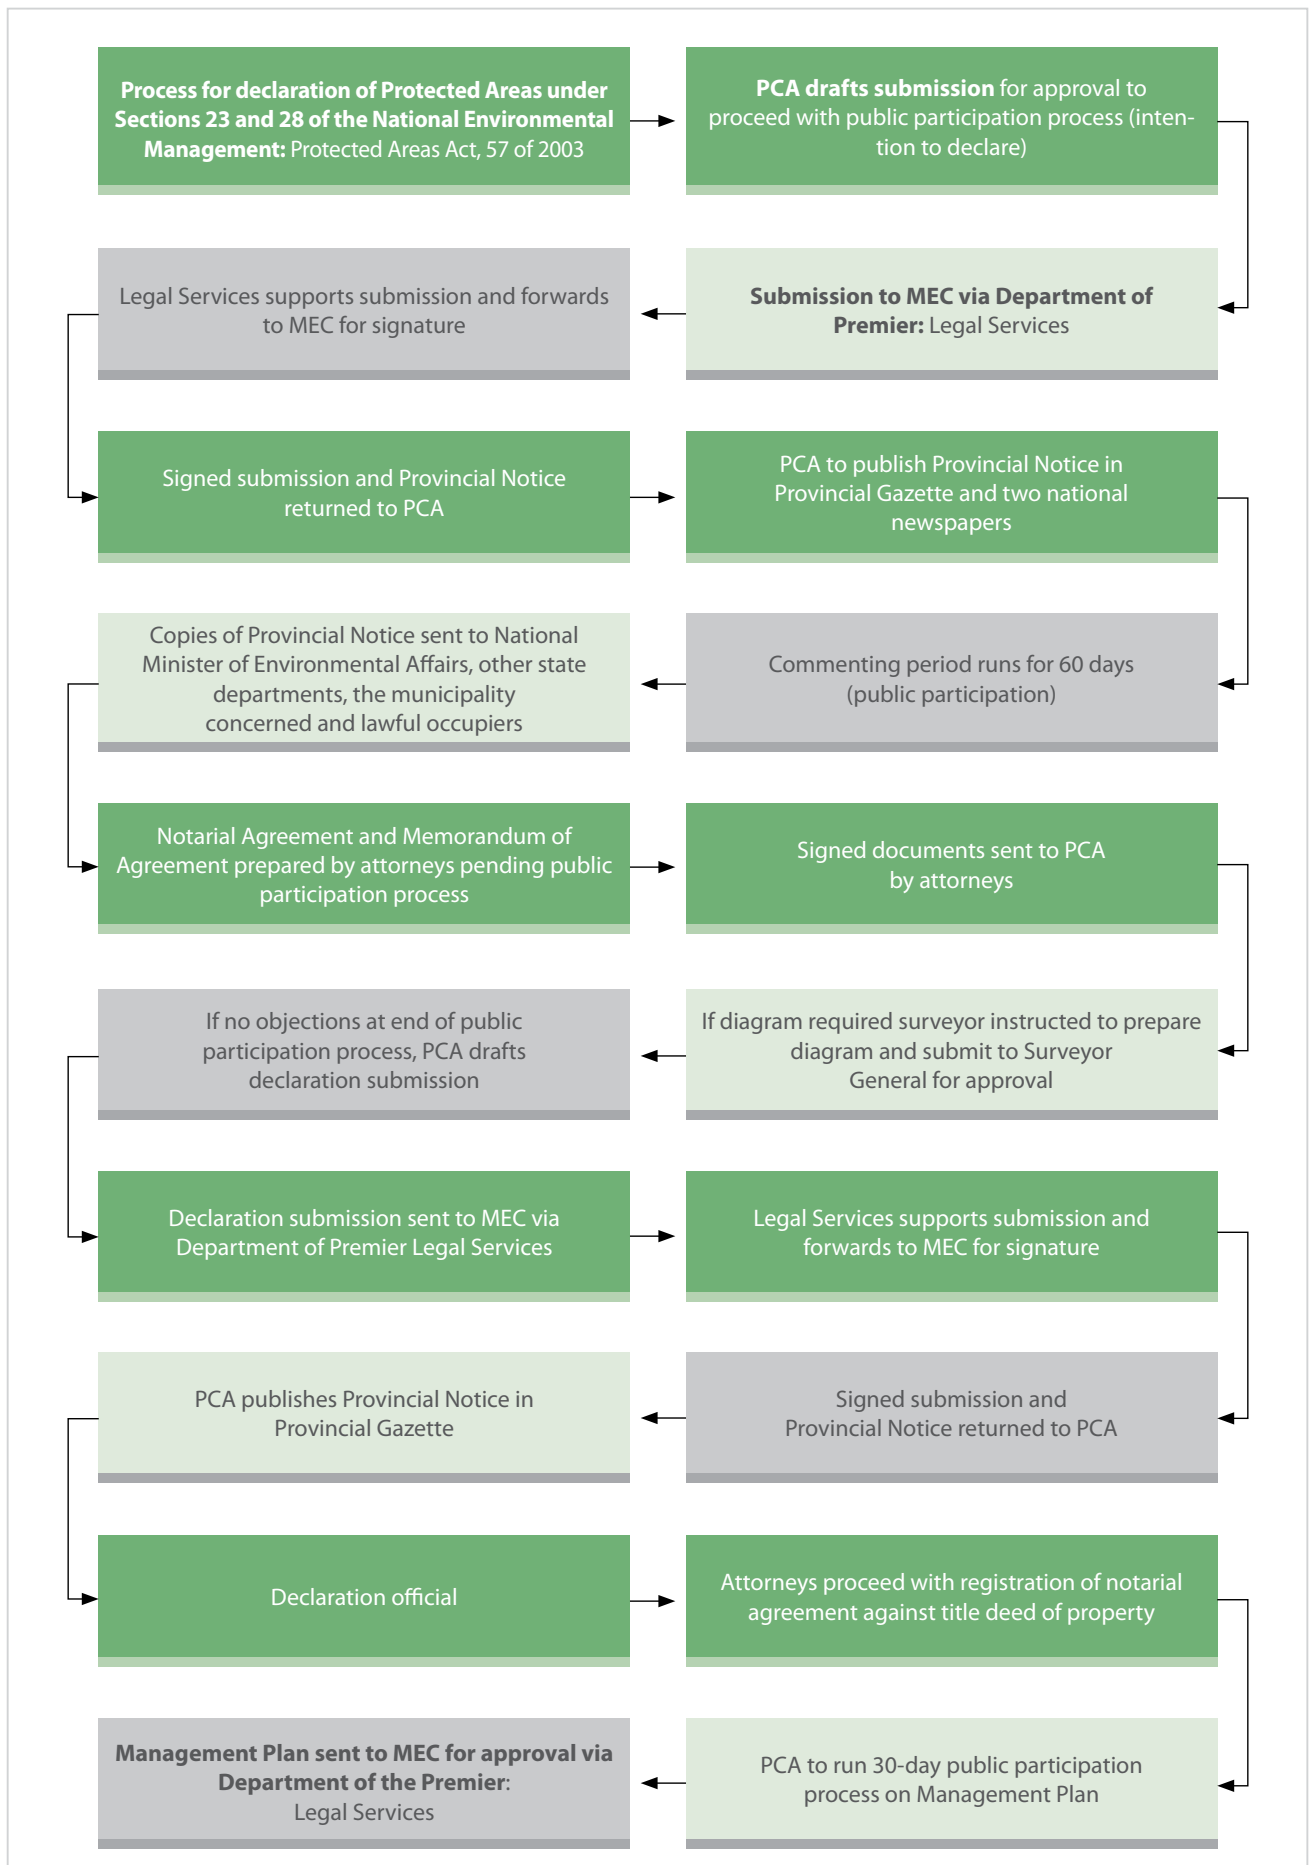 Process for declaration of Protected Areas under
Sections 23 and 28 of the National Environmental
Management: Protected Areas Act, 57 of 2003
PCA drafts submission for approval to
proceed with public participation process (inten-
tion to declare)
Submission to MEC via Department of
Premier: Legal Services
Legal Services supports submission and forwards
to MEC for signature
Signed submission and Provincial Notice
returned to PCA
PCA to publish Provincial Notice in
Provincial Gazette and two national
newspapers
Commenting period runs for 60 days
(public participation)
Copies of Provincial Notice sent to National
Minister of Environmental Affairs, other state
departments, the municipality
concerned and lawful occupiers
Notarial Agreement and Memorandum of
Agreement prepared by attorneys pending public
participation process
Signed documents sent to PCA
by attorneys
If diagram required surveyor instructed to prepare
diagram and submit to Surveyor
General for approval
If no objections at end of public
participation process, PCA drafts
declaration submission
Declaration submission sent to MEC via
Department of Premier Legal Services
Legal Services supports submission and
forwards to MEC for signature
Signed submission and
Provincial Notice returned to PCA
PCA publishes Provincial Notice in
Provincial Gazette
Declaration official
Attorneys proceed with registration of notarial
agreement against title deed of property
PCA to run 30-day public participation
process on Management Plan
Management Plan sent to MEC for approval via
Department of the Premier:
Legal Services